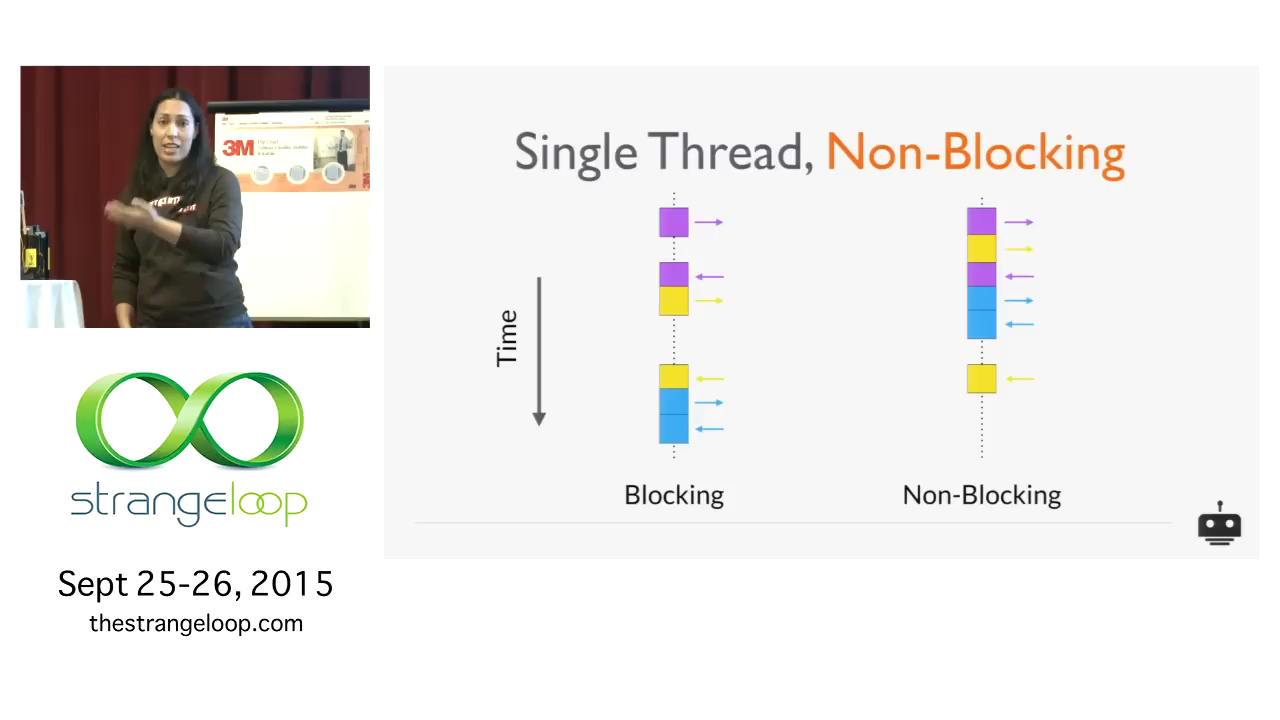 3M
Single Thread, Non-Blocking
Time
Blocking
Non-Blocking
strangeloop
Sept 25-26, 2015
thestrangeloop.com